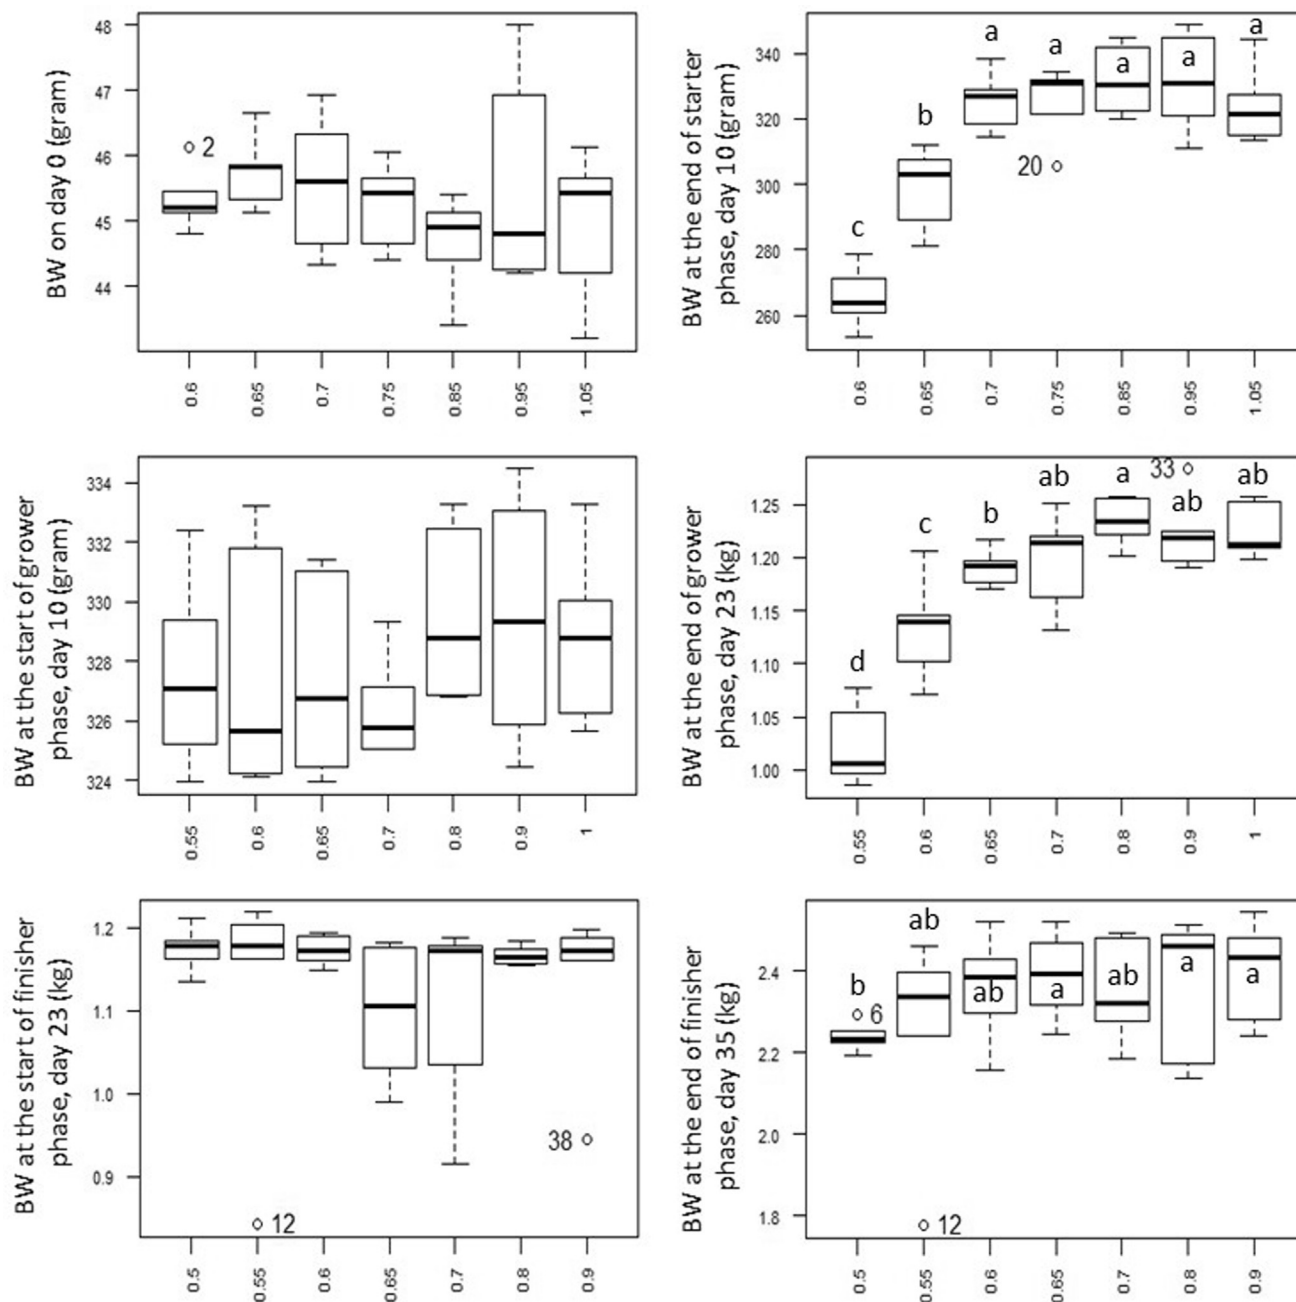 BW on day 0 (gram)
48
47
46
45
44
2
0.6
0.65
0.7
0.75
0.85
0.95
1.05
BW at the end of starter
phase, day 10 (gram)
340
320
300
280
260
c
b
a
a
a
a
a
20
0.6
0.65
0.7
0.75
0.85
0.95
1.05
BW at the start of grower
phase, day 10 (gram)
334
332
330
328
326
324
0.55
0.6
0.65
0.7
0.8
0.9
1
BW at the end of grower
phase, day 23 (kg)
1.25
1.20
1.15
1.10
1.05
1.00
d
c
b
ab
a
33
ab
ab
0.55
0.6
0.65
0.7
0.8
0.9
1
BW at the start of finisher
phase, day 23 (kg)
1.2
1.1
1.0
0.9
12
38
0.5
0.55
0.6
0.65
0.7
0.8
0.9
BW at the end of finisher
phase, day 35 (kg)
2.4
2.2
2.0
1.8
b
6
ab
12
ab
a
ab
a
a
0.5
0.55
0.6
0.65
0.7
0.8
0.9